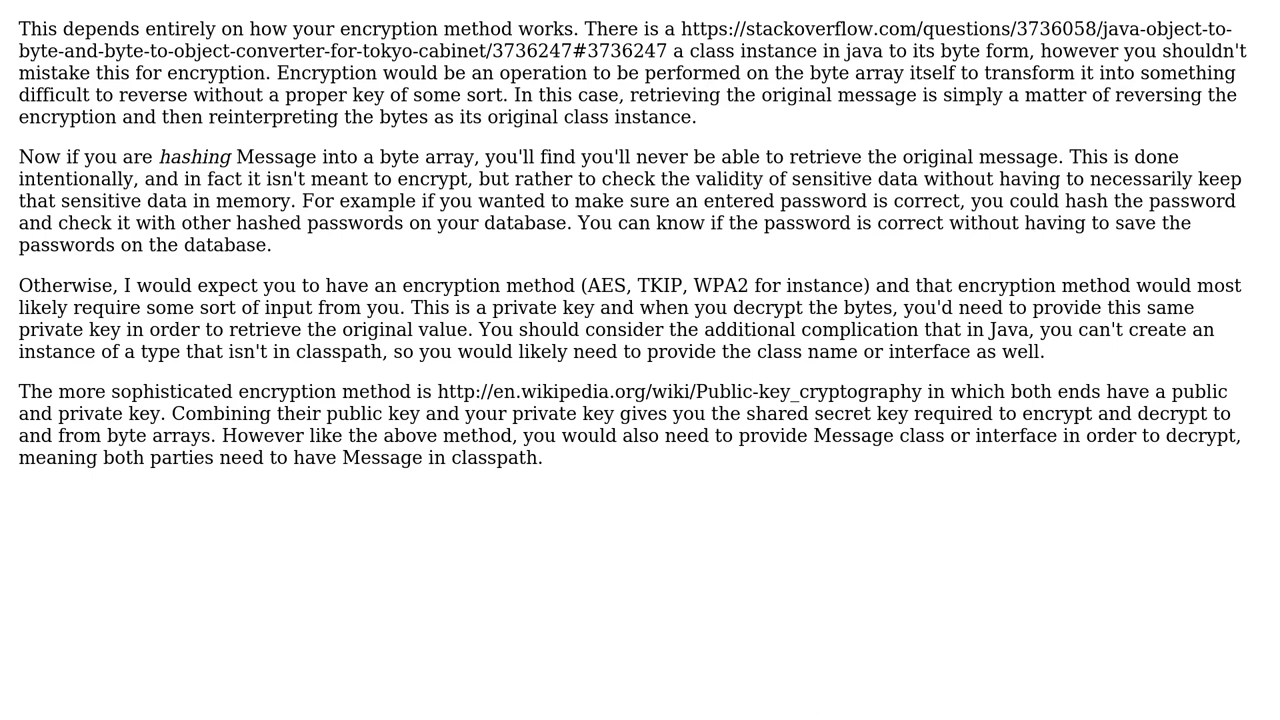 This depends entirely on how your encryption method works. There is a https://stackoverflow.com/questions/3736058/java-object-to-
byte-and-byte-to-object-converter-for-tokyo-cabinet/3736247#3736247 a class instance in java to its byte form, however you shouldn't
mistake this for encryption. Encryption would be an operation to be performed on the byte array itself to transform it into something
difficult to reverse without a proper key of some sort. In this case, retrieving the original message is simply a matter of reversing the
encryption and then reinterpreting the bytes as its original class instance.
Now if you are hashing Message into a byte array, you'll find you'll never be able to retrieve the original message. This is done
intentionally, and in fact it isn't meant to encrypt, but rather to check the validity of sensitive data without having to necessarily keep
that sensitive data in memory. For example if you wanted to make sure an entered password is correct, you could hash the password
and check it with other hashed passwords on your database. You can know if the password is correct without having to save the
passwords on the database.
Otherwise, I would expect you to have an encryption method (AES, TKIP, WPA2 for instance) and that encryption method would most
likely require some sort of input from you. This is a private key and when you decrypt the bytes, you'd need to provide this same
private key in order to retrieve the original value. You should consider the additional complication that in Java, you can't create an
instance of a type that isn't in classpath, so you would likely need to provide the class name or interface as well.
The more sophisticated encryption method is http://en.wikipedia.org/wiki/Public-key_cryptography in which both ends have a public
and private key. Combining their public key and your private key gives you the shared secret key required to encrypt and decrypt to
and from byte arrays. However like the above method, you would also need to provide Message class or interface in order to decrypt,
meaning both parties need to have Message in classpath.